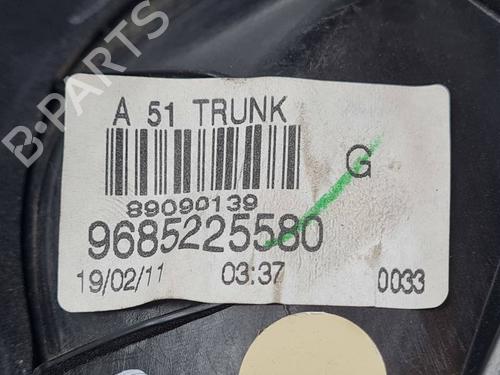 A 51 TRUNK
G
89090139
9685225580
19/02/11 03:37 0033
B-PARTS